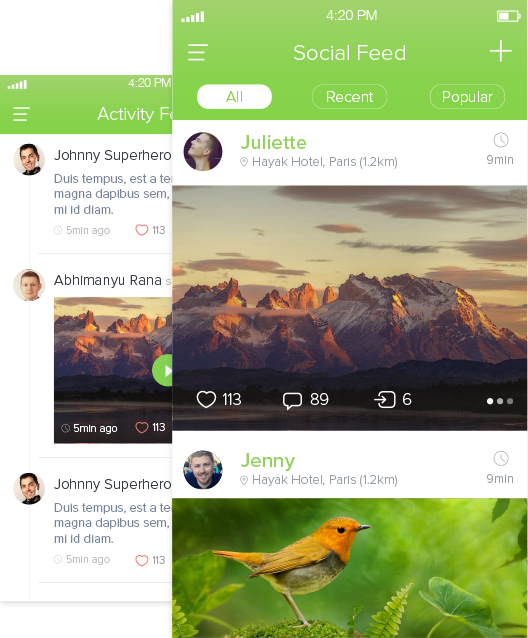 4:20 PM
Social Feed
All
Recent
Popular
Juliette
Hayak Hotel, Paris (1.2km)
9min
113
89
6
Jenny
Hayak Hotel, Paris (1.2km)
9min
4:20 PM
Activity Fe
Johnny Superhero
Duis tempus, est a te
magna dapibus sem,
mi id diam.
5min ago
113
Abhimanyu Rana s
5min ago
113
Johnny Superhero
Duis tempus, est a te
magna dapibus sem,
mi id diam.
5min ago
113